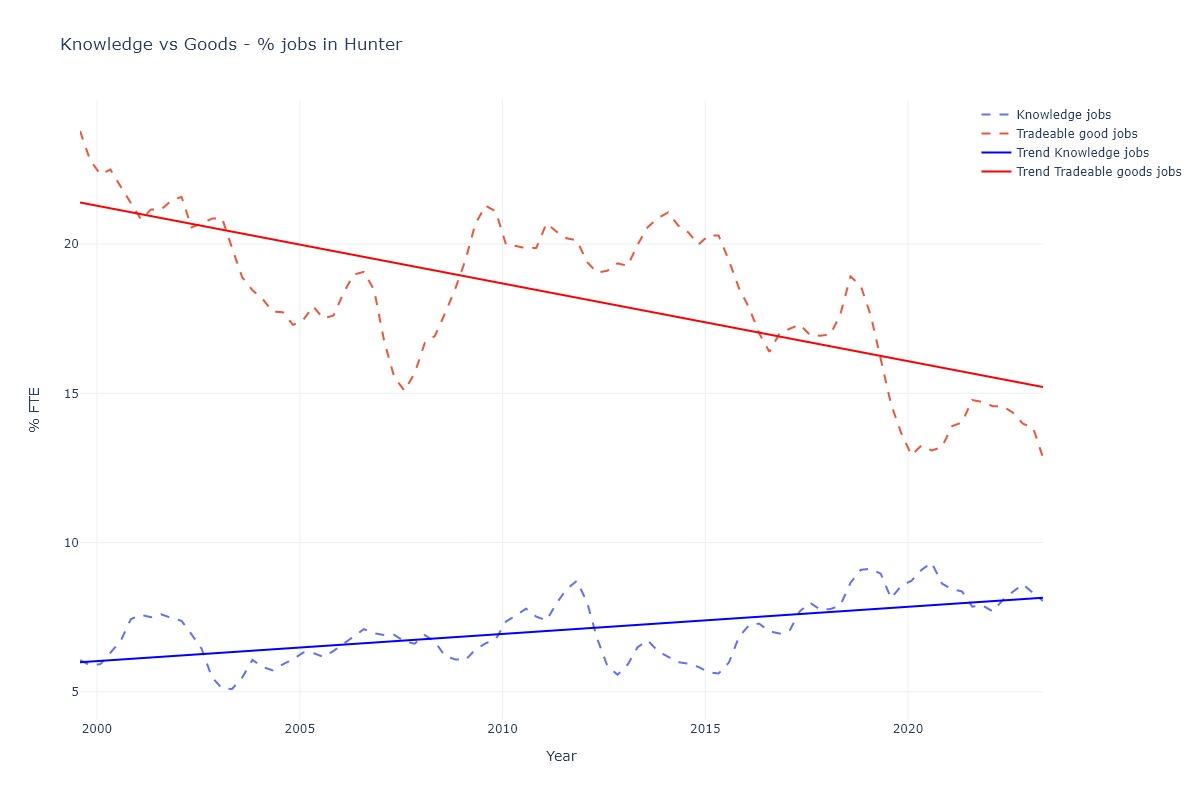 Knowledge vs Goods - % jobs in Hunter
Knowledge jobs
Tradeable good jobs
Trend Knowledge jobs
Trend Tradeable goods jobs
20
15
10
5
% FTE
2000
2005
2010
2015
2020
Year